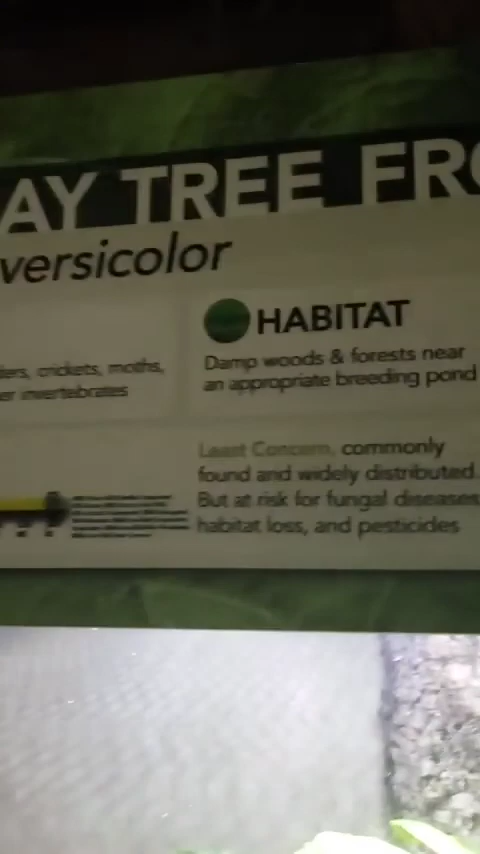 AY TREE FRO
versicolor
HABITAT
ders, crickets, moths,
er invertebrates
Damp woods & forests near
an appropriate breeding pond
Least Concern, commonly
found and widely distributed.
But at risk for fungal diseases
habitat loss, and pesticides